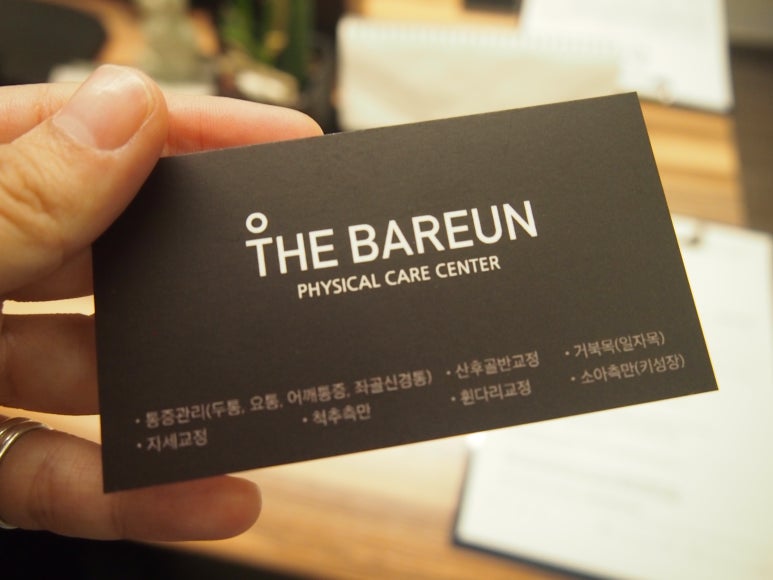 THE BAREUN
PHYSICAL CARE CENTER
• 통증관리(두통, 요통, 어깨통증, 좌골신경통) • 산후골반교정 • 거북목(일자목)
• 자세교정 • 척추측만 • 휜다리교정 • 소아측만(키성장)